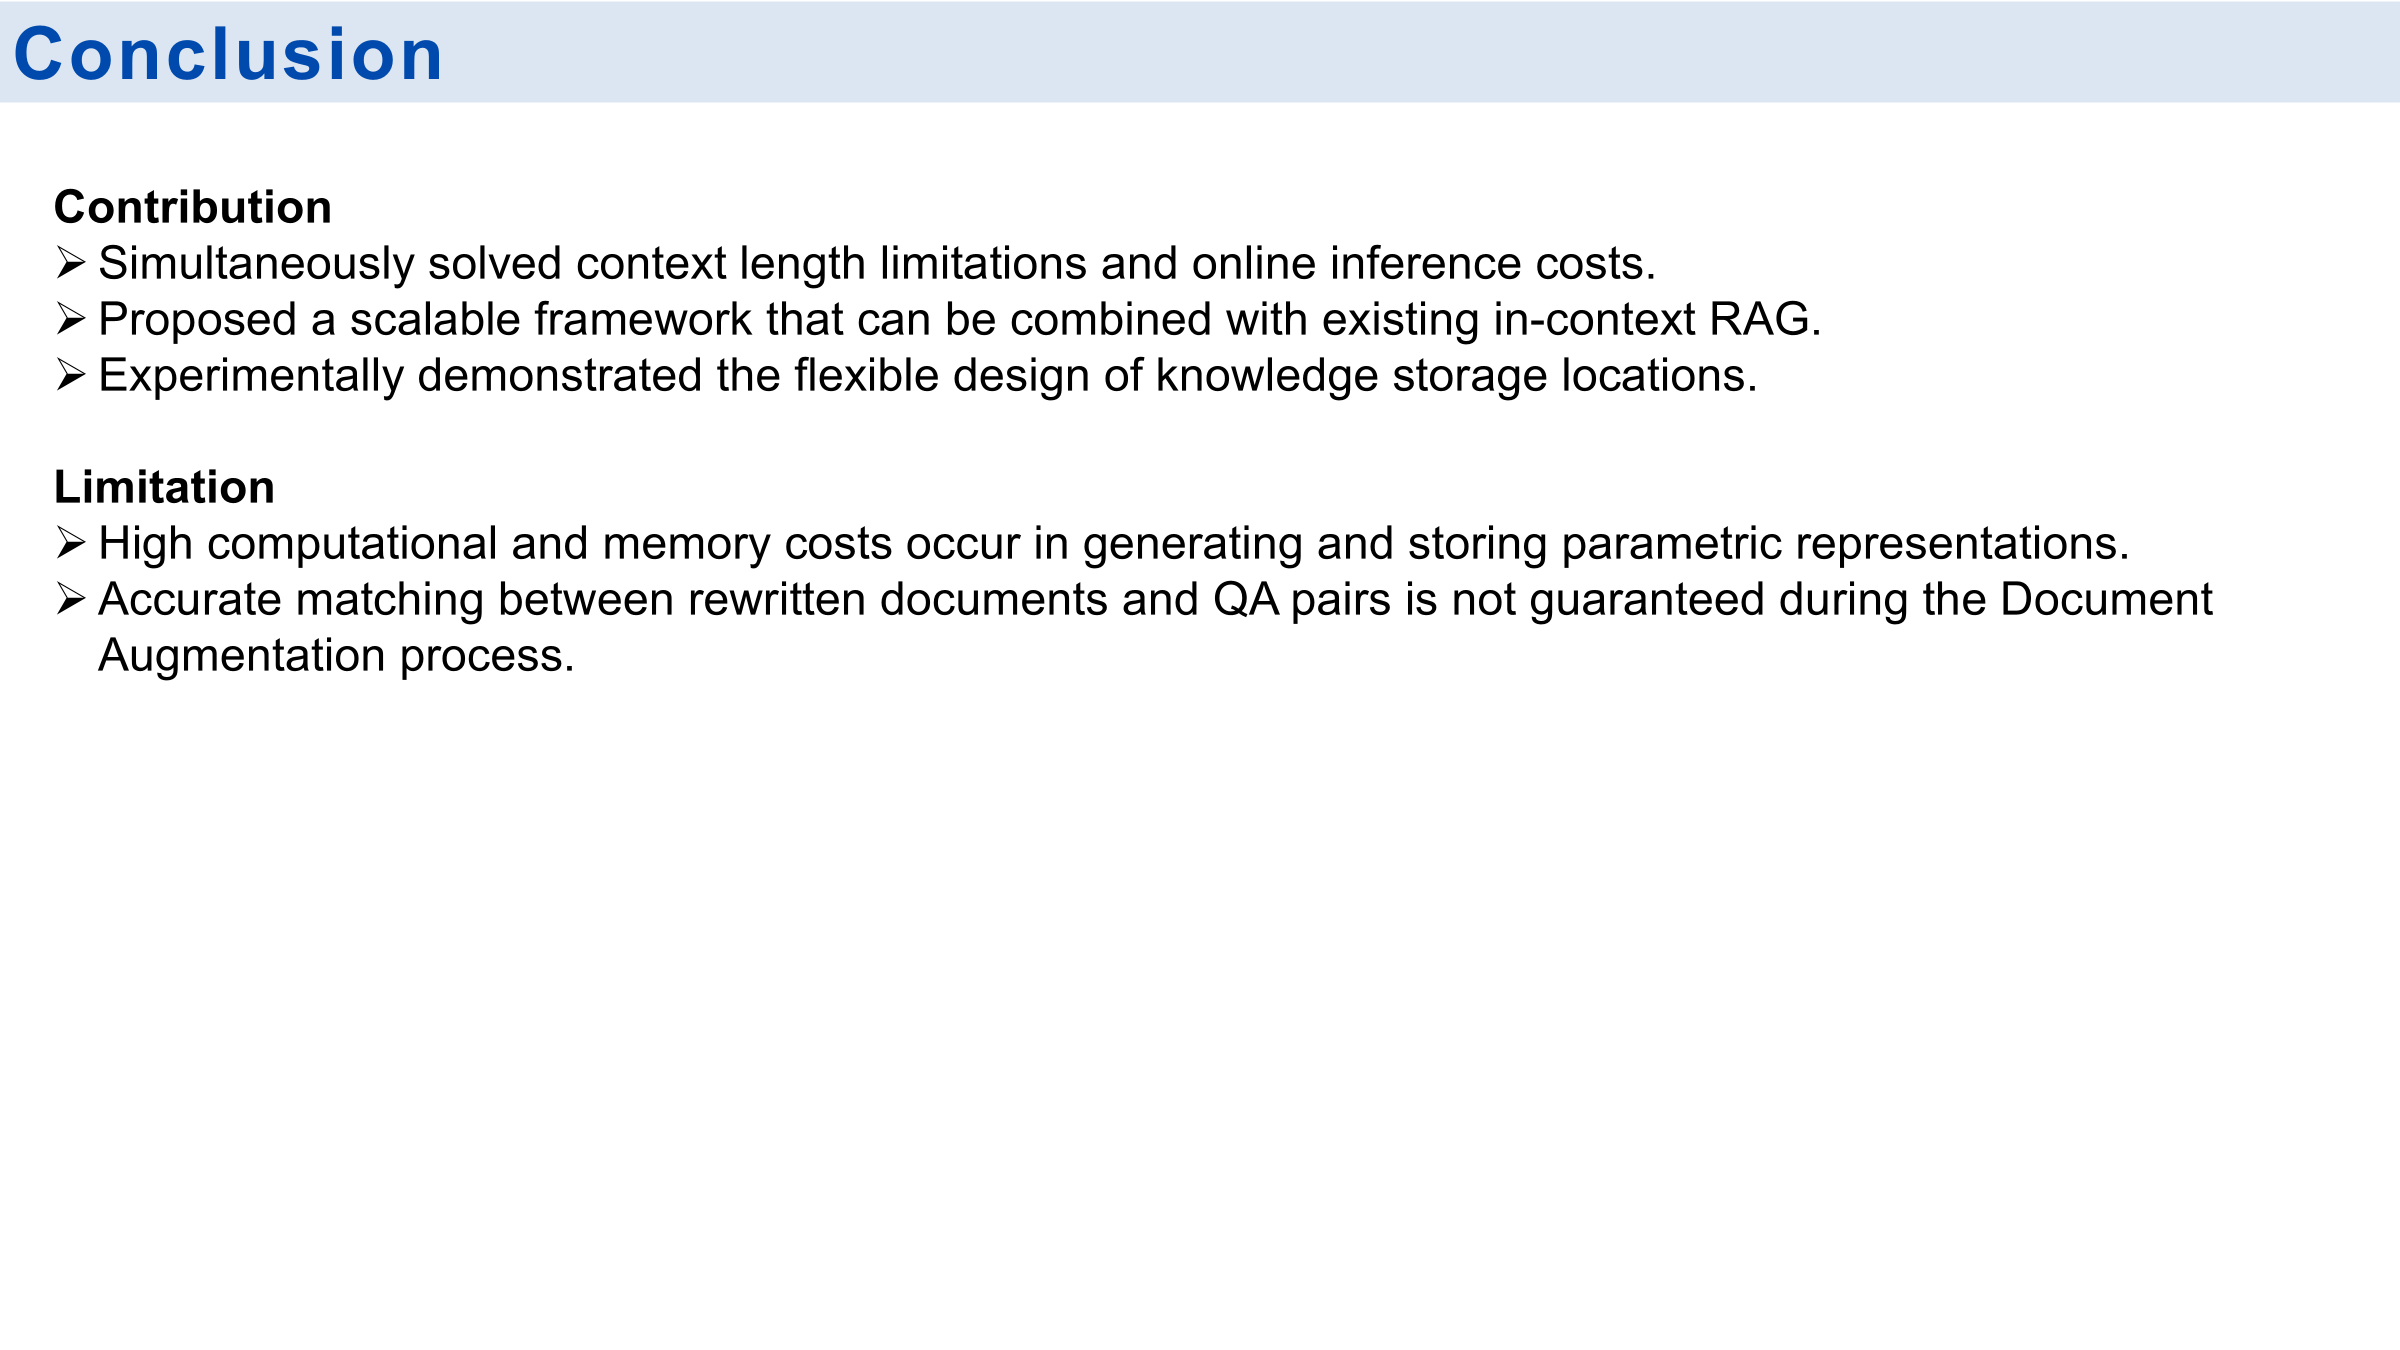 Conclusion
Contribution
➢ Simultaneously solved context length limitations and online inference costs.
➢ Proposed a scalable framework that can be combined with existing in-context RAG.
➢ Experimentally demonstrated the flexible design of knowledge storage locations.
Limitation
➢ High computational and memory costs occur in generating and storing parametric representations.
➢ Accurate matching between rewritten documents and QA pairs is not guaranteed during the Document
Augmentation process.